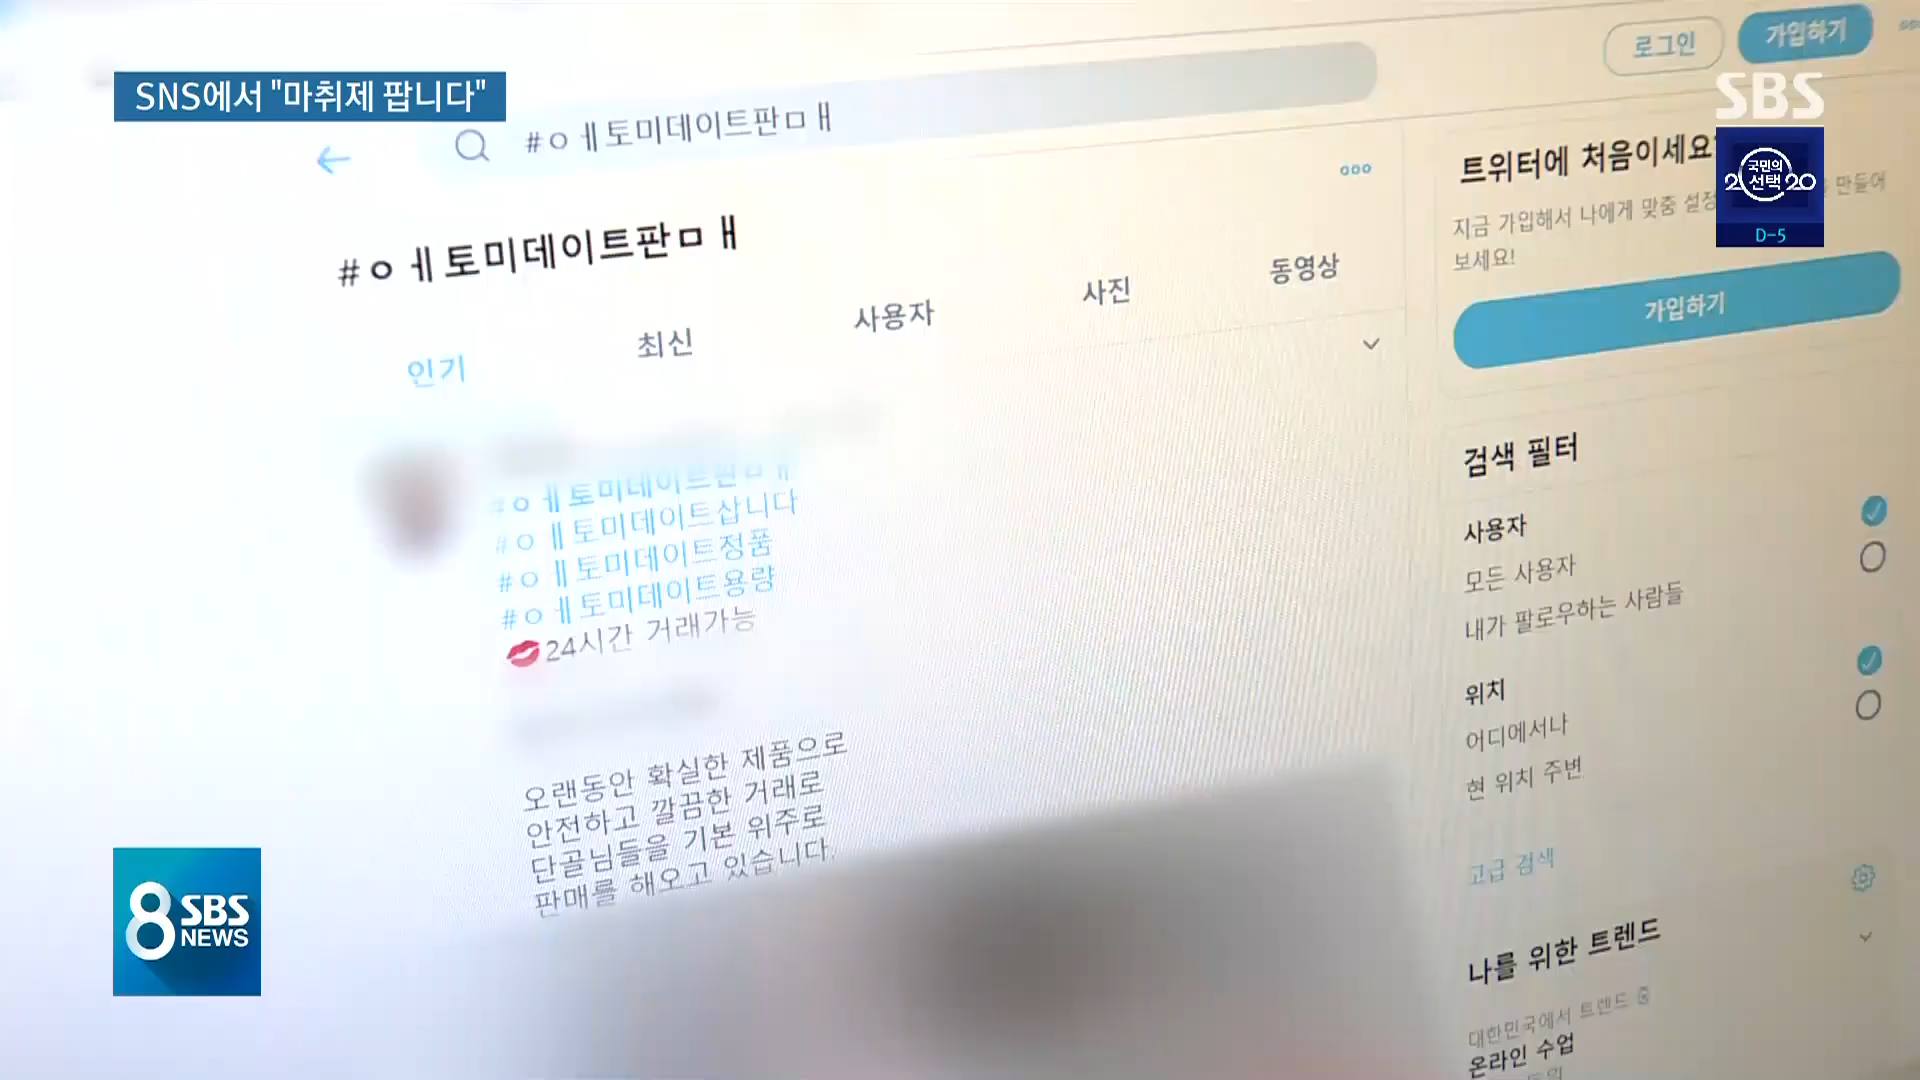 SNS에서 "마취제 팝니다"
로그인
가입하기
SBS
국민의
선택
2020
D-5
#ㅇㅔ토미데이트판ㅁㅐ
#ㅇㅔ토미데이트판ㅁㅐ
인기
최신
사용자
사진
동영상
#ㅇㅔ토미데이트판ㅁㅐ
#ㅇㅔ토미데이트삽니다
#ㅇㅔ토미데이트정품
#ㅇㅔ토미데이트용량
24시간 거래가능
오랜동안 확실한 제품으로
안전하고 깔끔한 거래로
단골님들을 기본 위주로
판매를 해오고 있습니다.
트위터에 처음이세요
지금 가입해서 나에게 맞춤 설정 만들어
보세요!
가입하기
검색 필터
사용자
모든 사용자
내가 팔로우하는 사람들
위치
어디에서나
현 위치 주변
고급 검색
나를 위한 트렌드
대한민국에서 트렌드
온라인 수업
8 SBS
NEWS